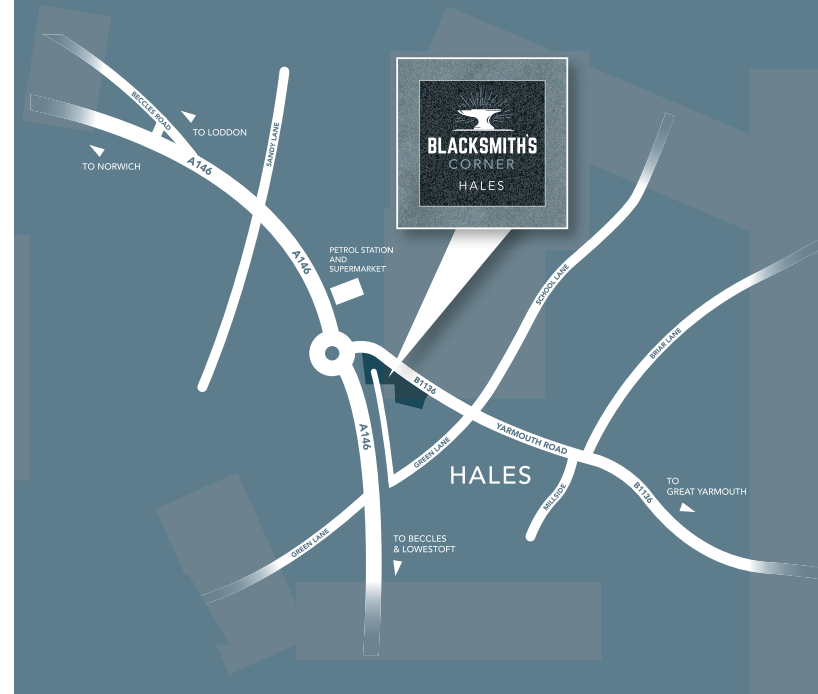 BECCLES ROAD
TO LODDON
TO NORWICH
A146
SANDY LANE
BLACKSMITH'S
CORNER
HALES
A146
PETROL STATION
AND
SUPERMARKET
SCHOOL LANE
BRIAR LANE
B1136
A146
GREEN LANE
YARMOUTH ROAD
HALES
MILLSIDE
B1136
TO
GREAT YARMOUTH
GREEN LANE
TO BECCLES
& LOWESTOFT